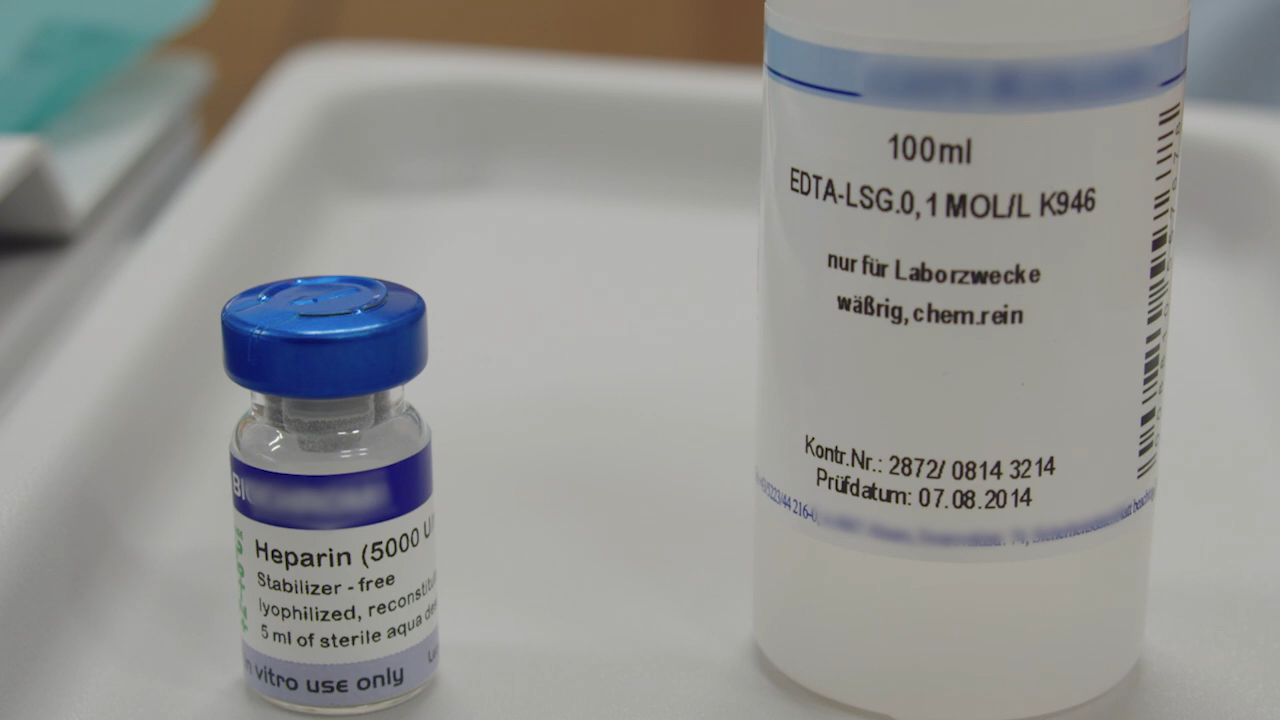 Heparin (5000 U
Stabilizer - free
lyophilized, reconstitu
5 ml of sterile aqua de
vitro use only
100ml
EDTA-LSG.0,1 MOL/L K946
nur für Laborzwecke
wäßrig, chem.rein
Kontr.Nr.: 2872/ 0814 3214
Prüfdatum: 07.08.2014